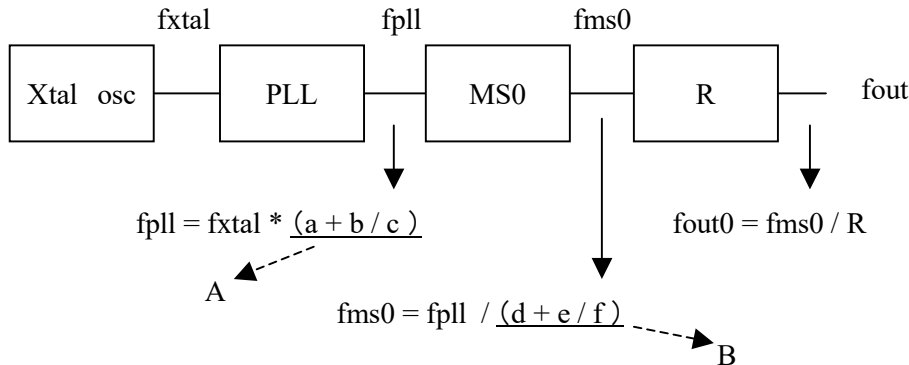 fxtal fpll fms0
Xtal osc PLL MS0 R fout
fpll = fxtal * (a + b / c ) fout0 = fms0 / R
A
fms0 = fpll / (d + e / f )
B